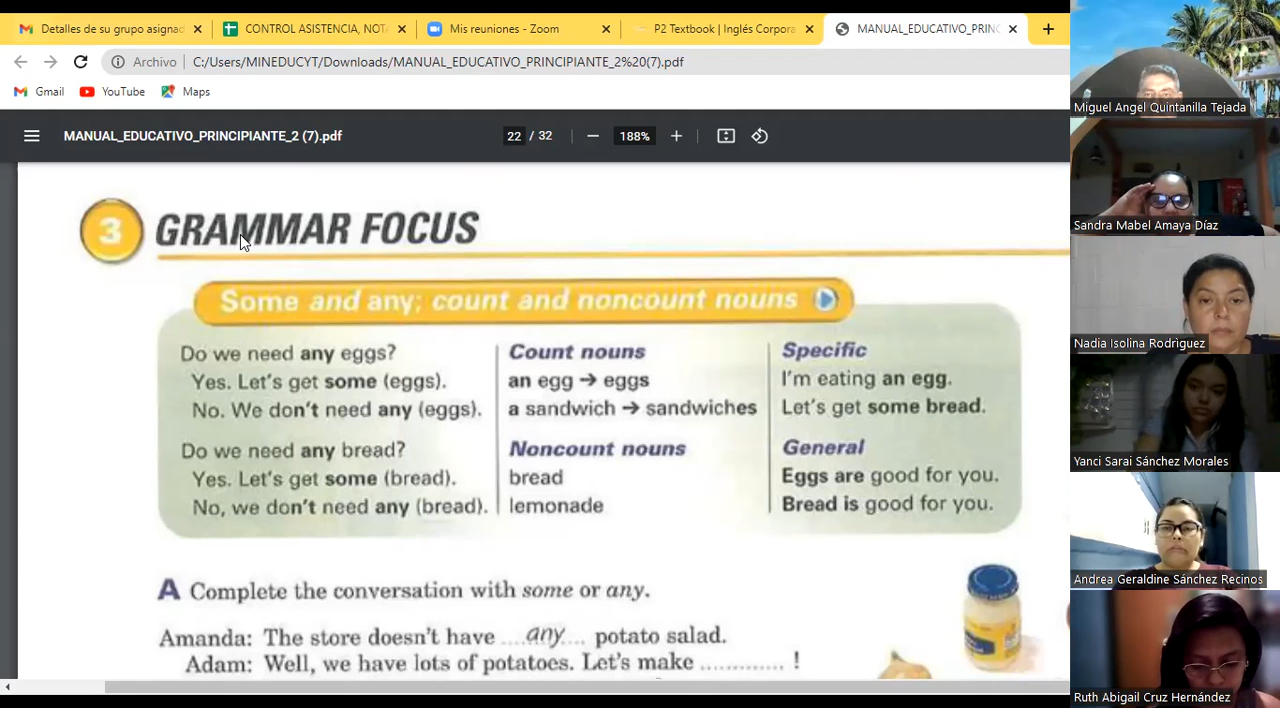 Detalles de su grupo asignad
CONTROL ASISTENCIA, NOT
Mis reuniones - Zoom
P2 Textbook | Inglés Corpora
MANUAL_EDUCATIVO_PRINC
Archivo
C:/Users/MINEDUCYT/Downloads/MANUAL_EDUCATIVO_PRINCIPIANTE_2%20(7).pdf
Gmail
YouTube
Maps
MANUAL_EDUCATIVO_PRINCIPIANTE_2 (7).pdf
22 / 32
188%
3 GRAMMAR FOCUS
Some and any; count and noncount nouns
Do we need any eggs?
Yes. Let's get some (eggs).
No. We don't need any (eggs).
Do we need any bread?
Yes. Let's get some (bread).
No, we don't need any (bread).
Count nouns
an egg → eggs
a sandwich → sandwiches
Noncount nouns
bread
lemonade
Specific
I'm eating an egg.
Let's get some bread.
General
Eggs are good for you.
Bread is good for you.
A Complete the conversation with some or any.
Amanda: The store doesn't have ....any.... potato salad.
Adam: Well, we have lots of potatoes. Let's make ............ !
Miguel Angel Quintanilla Tejada
Sandra Mabel Amaya Díaz
Nadia Isolina Rodriguez
Yanci Sarai Sánchez Morales
Andrea Geraldine Sánchez Recinos
Ruth Abigail Cruz Hernández